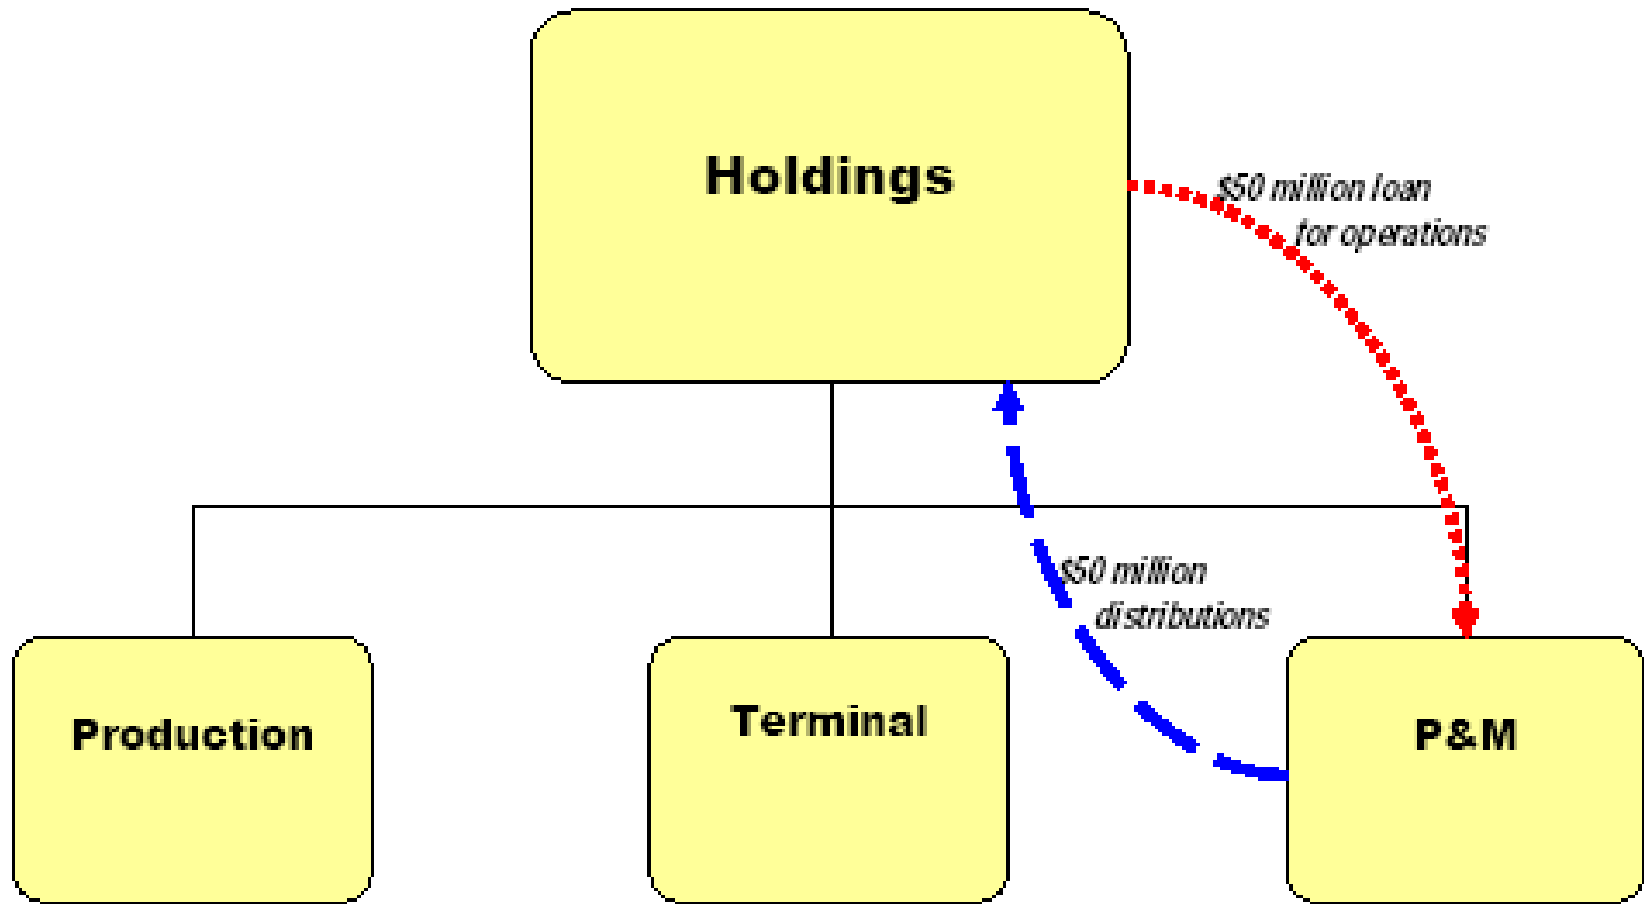 Holdings
$50 million loan
for operations
$50 million
distributions
Production
Terminal
P&M